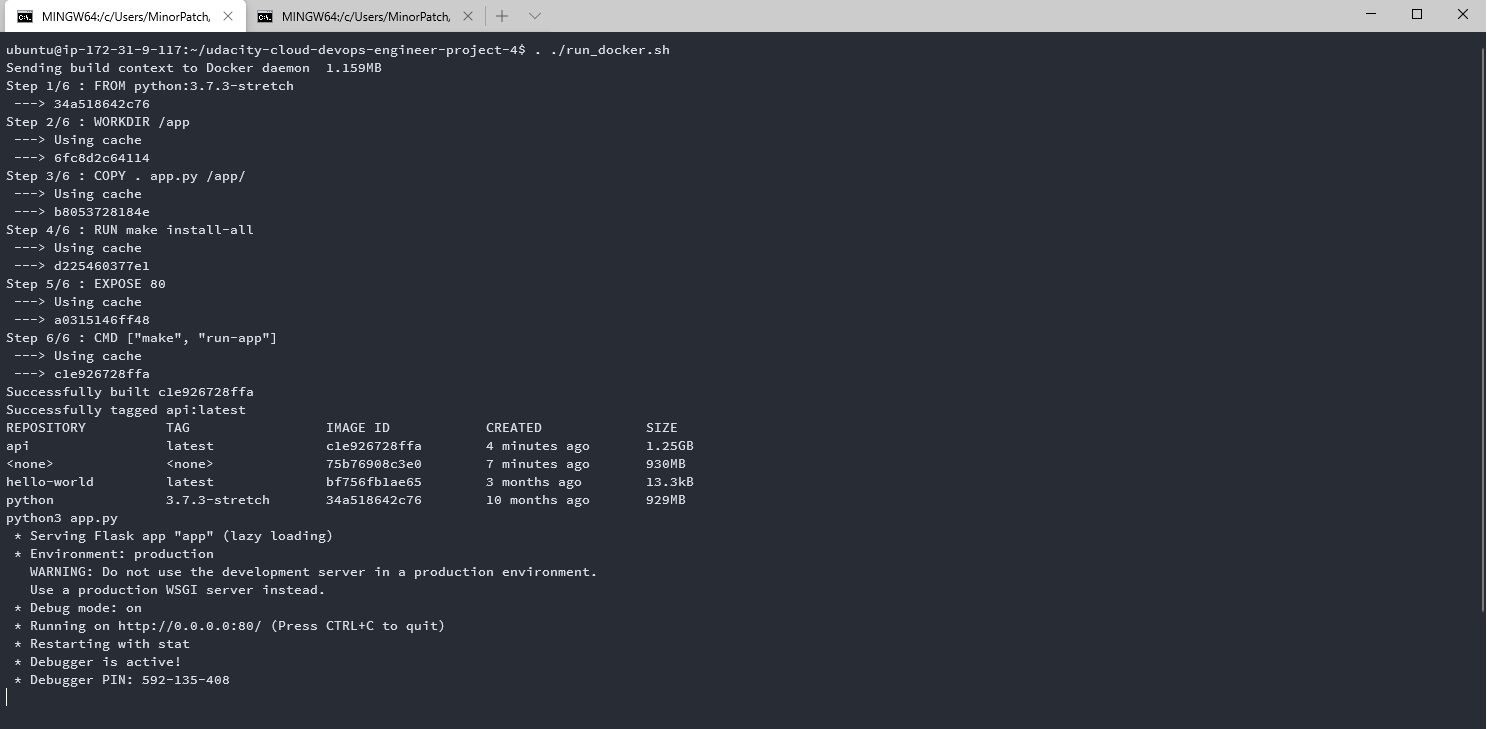 MINGW64:/c/Users/MinorPatch, MINGW64:/c/Users/MinorPatch,
ubuntu@ip-172-31-9-117:~/udacity-cloud-devops-engineer-project-4$ . ./run_docker.sh
Sending build context to Docker daemon  1.159MB
Step 1/6 : FROM python:3.7.3-stretch
 ---> 34a518642c76
Step 2/6 : WORKDIR /app
 ---> Using cache
 ---> 6fc8d2c64114
Step 3/6 : COPY . app.py /app/
 ---> Using cache
 ---> b8053728184e
Step 4/6 : RUN make install-all
 ---> Using cache
 ---> d225460377e1
Step 5/6 : EXPOSE 80
 ---> Using cache
 ---> a0315146ff48
Step 6/6 : CMD ["make", "run-app"]
 ---> Using cache
 ---> c1e926728ffa
Successfully built c1e926728ffa
Successfully tagged api:latest
REPOSITORY          TAG                 IMAGE ID            CREATED             SIZE
api                 latest              c1e926728ffa        4 minutes ago       1.25GB
<none>              <none>              75b76908c3e0        7 minutes ago       930MB
hello-world         latest              bf756fb1ae65        3 months ago        13.3kB
python              3.7.3-stretch       34a518642c76        10 months ago       929MB
python3 app.py
 * Serving Flask app "app" (lazy loading)
 * Environment: production
   WARNING: Do not use the development server in a production environment.
   Use a production WSGI server instead.
 * Debug mode: on
 * Running on http://0.0.0.0:80/ (Press CTRL+C to quit)
 * Restarting with stat
 * Debugger is active!
 * Debugger PIN: 592-135-408